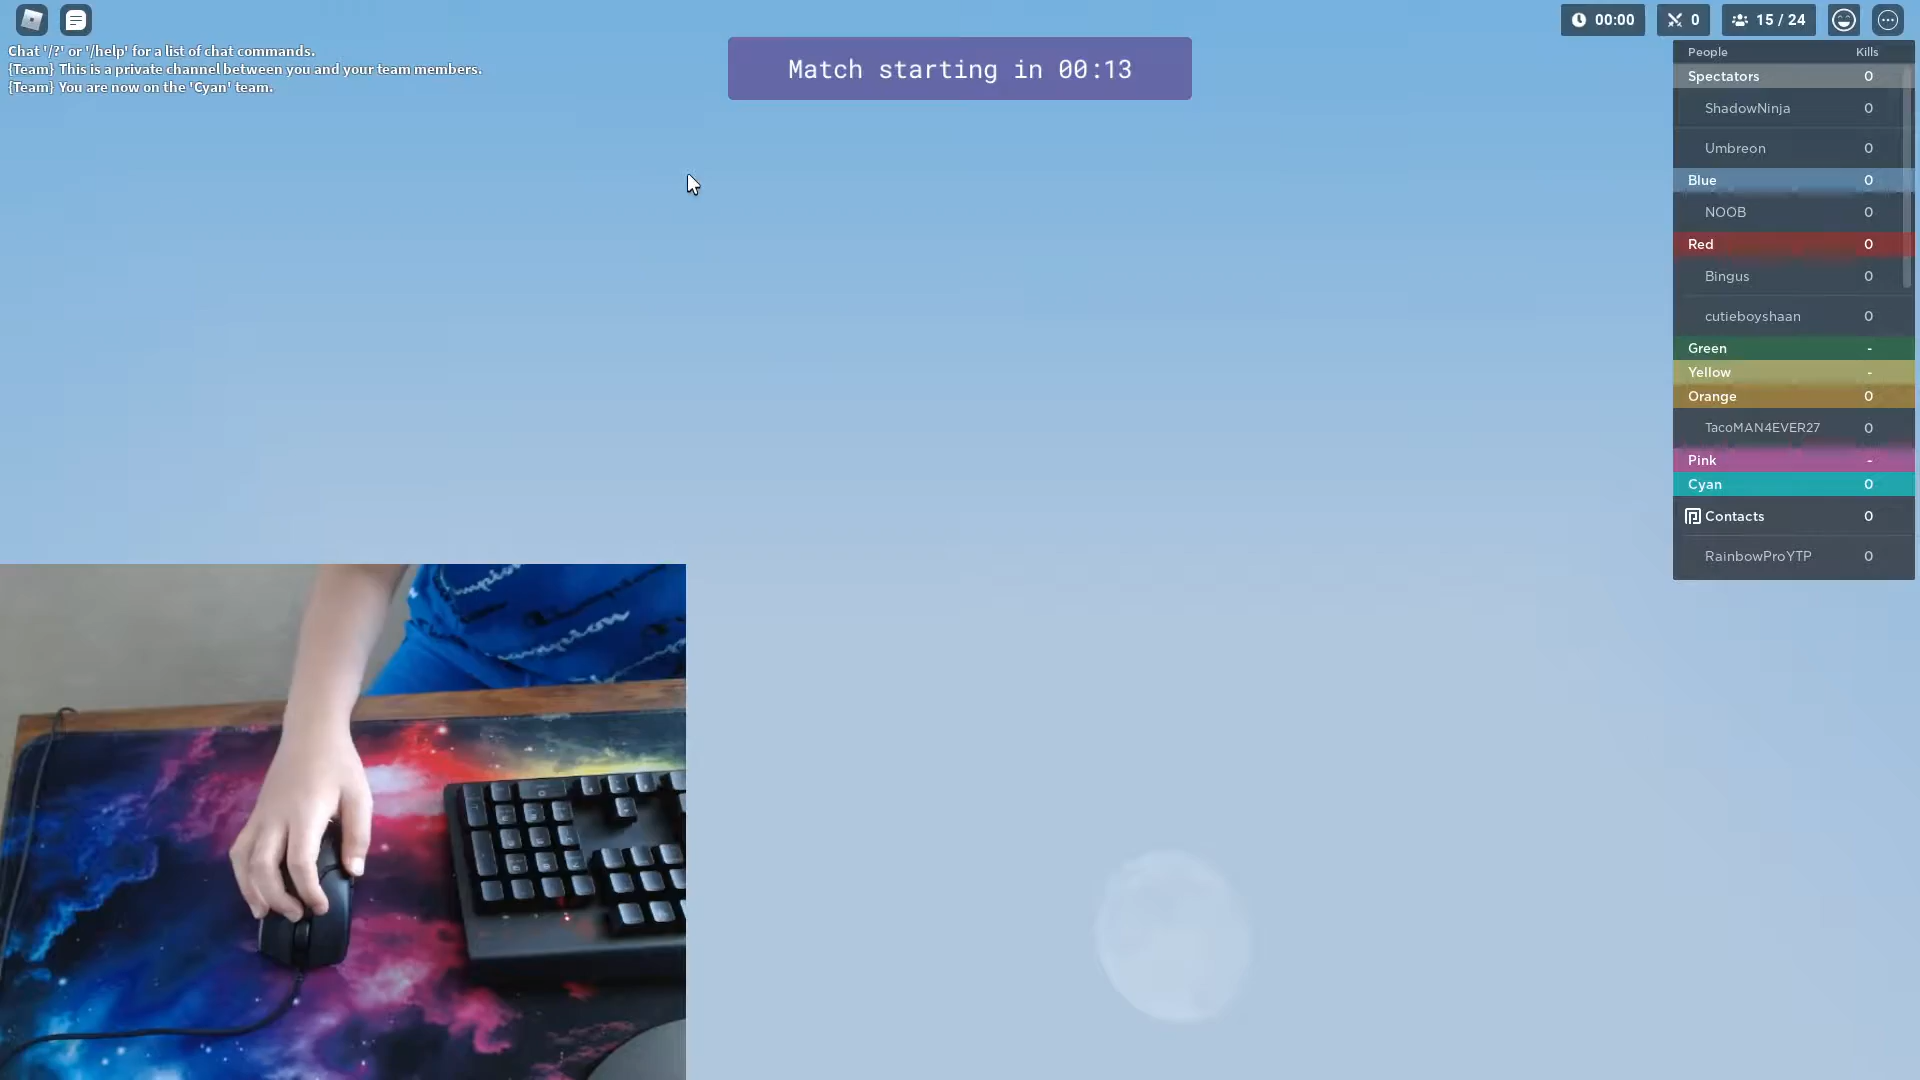 00:00
0
15 / 24
Chat '/?' or '/help' for a list of chat commands.
{Team} This is a private channel between you and your team members.
{Team} You are now on the 'Cyan' team.
Match starting in 00:13
People Kills
Spectators 0
ShadowNinja 0
Umbreon 0
Blue 0
NOOB 0
Red 0
Bingus 0
cutieboyshaan 0
Green -
Yellow -
Orange 0
TacoMAN4EVER27 0
Pink -
Cyan 0
Contacts 0
RainbowProYTP 0